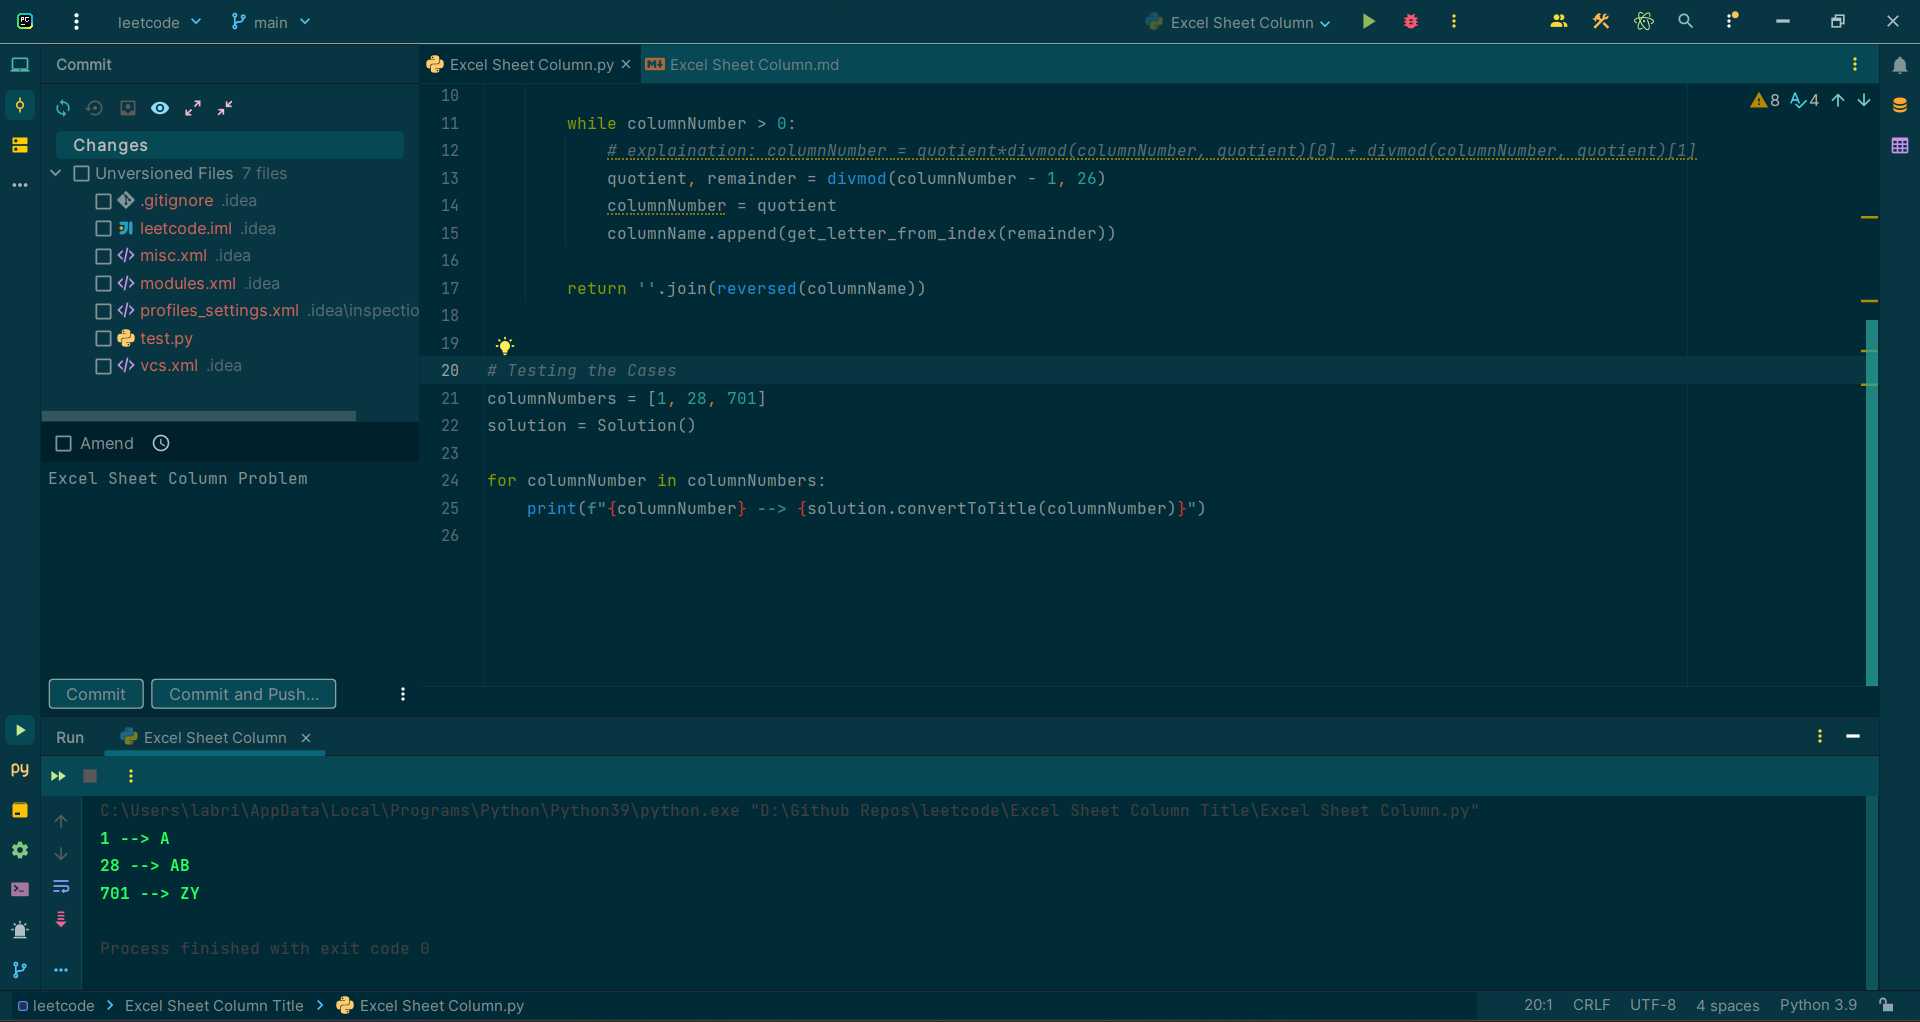 leetcode
main
Excel Sheet Column
Commit
Excel Sheet Column.py
Excel Sheet Column.md
8
4
Changes
Unversioned Files 7 files
.gitignore .idea
leetcode.iml .idea
misc.xml .idea
modules.xml .idea
profiles_settings.xml .idea\inspectio
test.py
vcs.xml .idea
Amend
Excel Sheet Column Problem
Commit
Commit and Push...
10
11 while columnNumber > 0:
12 # explaination: columnNumber = quotient*divmod(columnNumber, quotient)[0] + divmod(columnNumber, quotient)[1]
13 quotient, remainder = divmod(columnNumber - 1, 26)
14 columnNumber = quotient
15 columnName.append(get_letter_from_index(remainder))
16
17 return ''.join(reversed(columnName))
18
19
20 # Testing the Cases
21 columnNumbers = [1, 28, 701]
22 solution = Solution()
23
24 for columnNumber in columnNumbers:
25 print(f"{columnNumber} --> {solution.convertToTitle(columnNumber)}")
26
Run
Excel Sheet Column
C:\Users\labri\AppData\Local\Programs\Python\Python39\python.exe "D:\Github Repos\leetcode\Excel Sheet Column Title\Excel Sheet Column.py"
1 --> A
28 --> AB
701 --> ZY
Process finished with exit code 0
leetcode > Excel Sheet Column Title > Excel Sheet Column.py
20:1 CRLF UTF-8 4 spaces Python 3.9